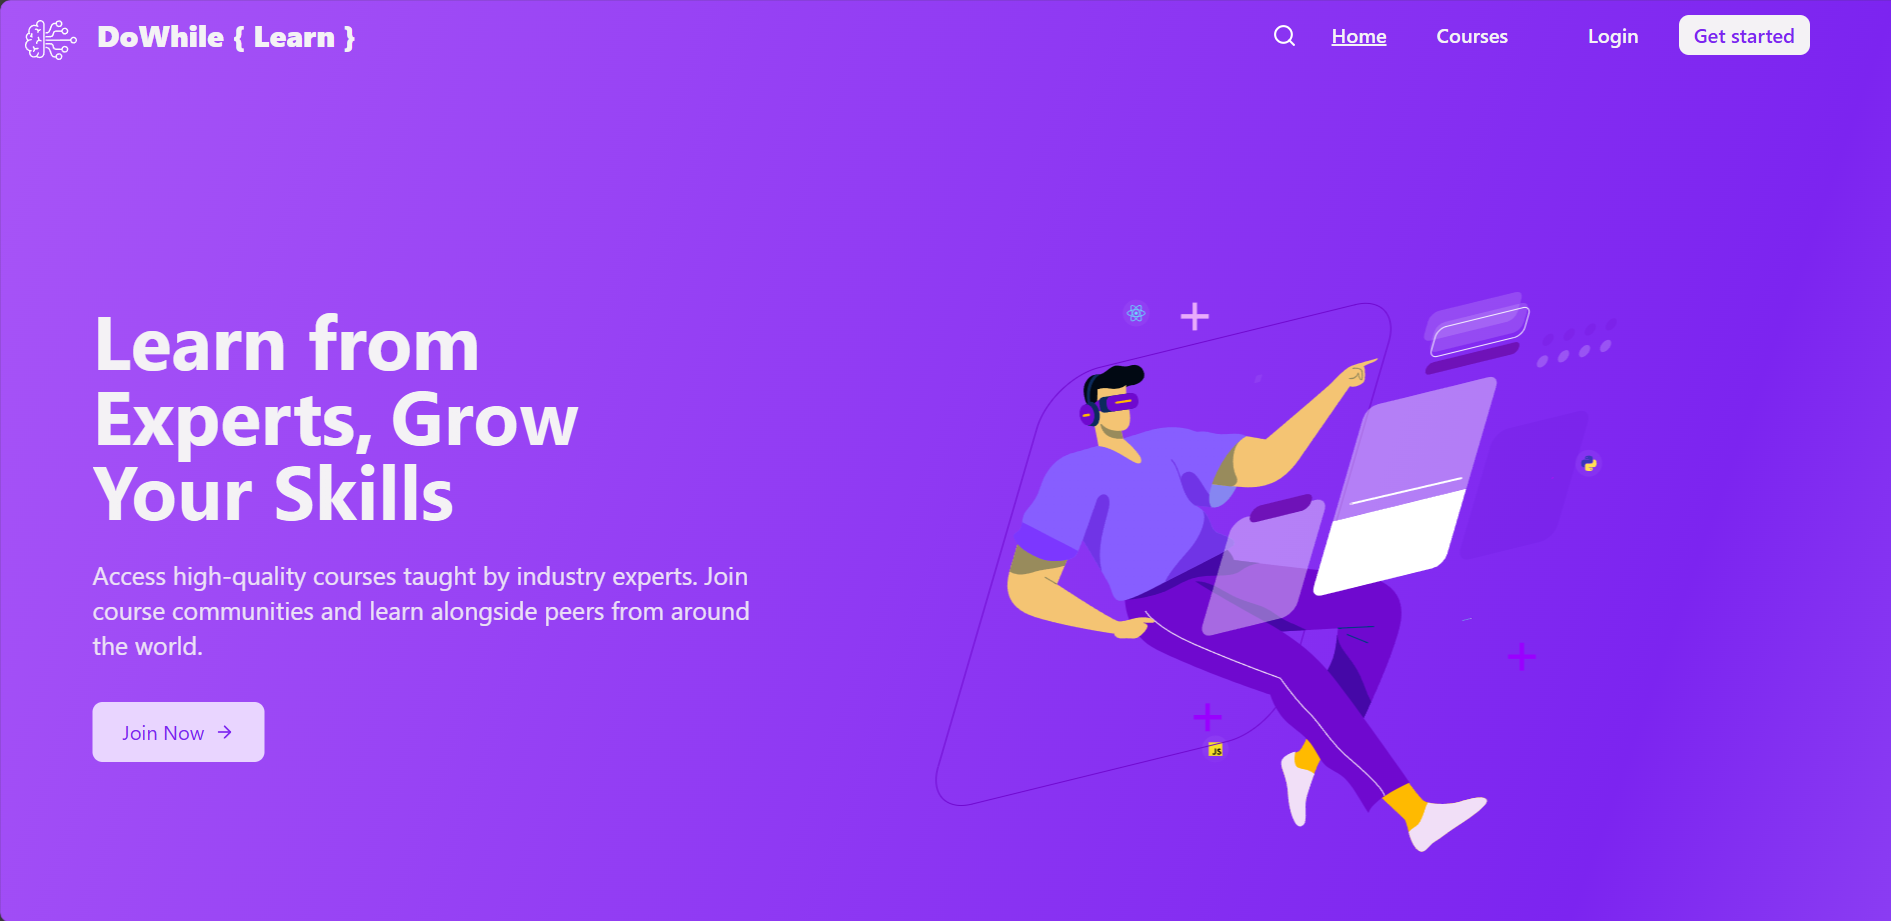 DoWhile { Learn }
Home
Courses
Login
Get started
Learn from
Experts, Grow
Your Skills
Access high-quality courses taught by industry experts. Join
course communities and learn alongside peers from around
the world.
Join Now →
JS